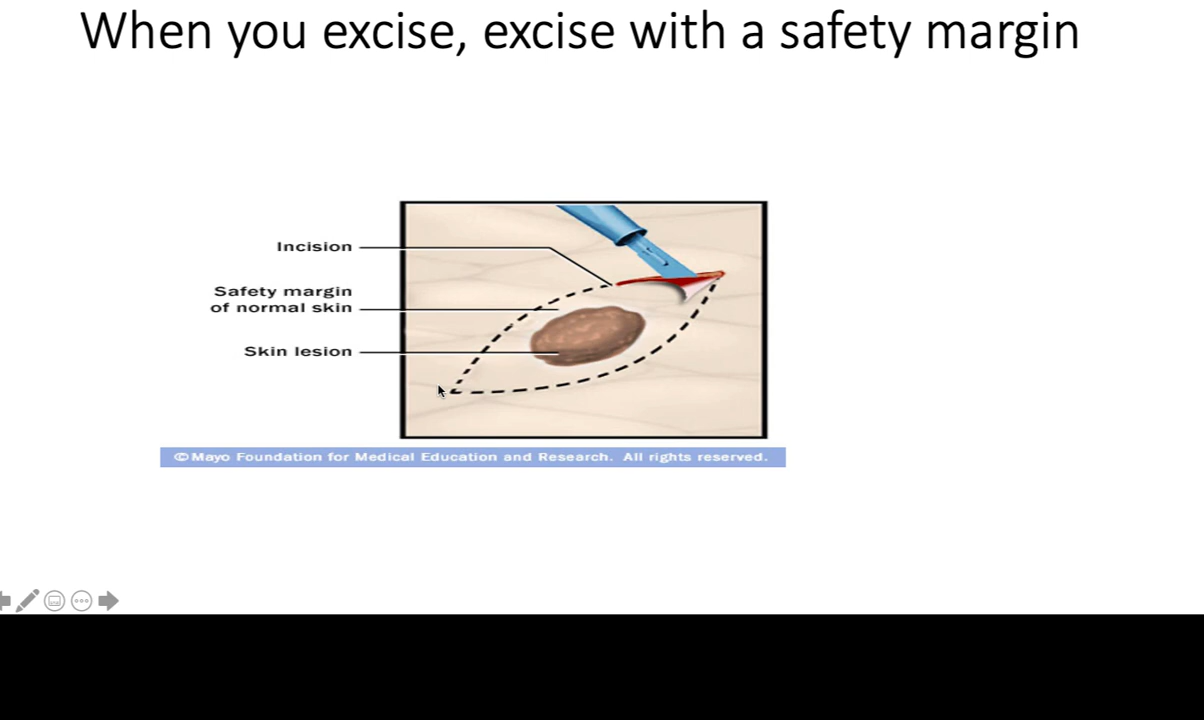 When you excise, excise with a safety margin
Incision
Safety margin
of normal skin
Skin lesion
©Mayo Foundation for Medical Education and Research. All rights reserved.